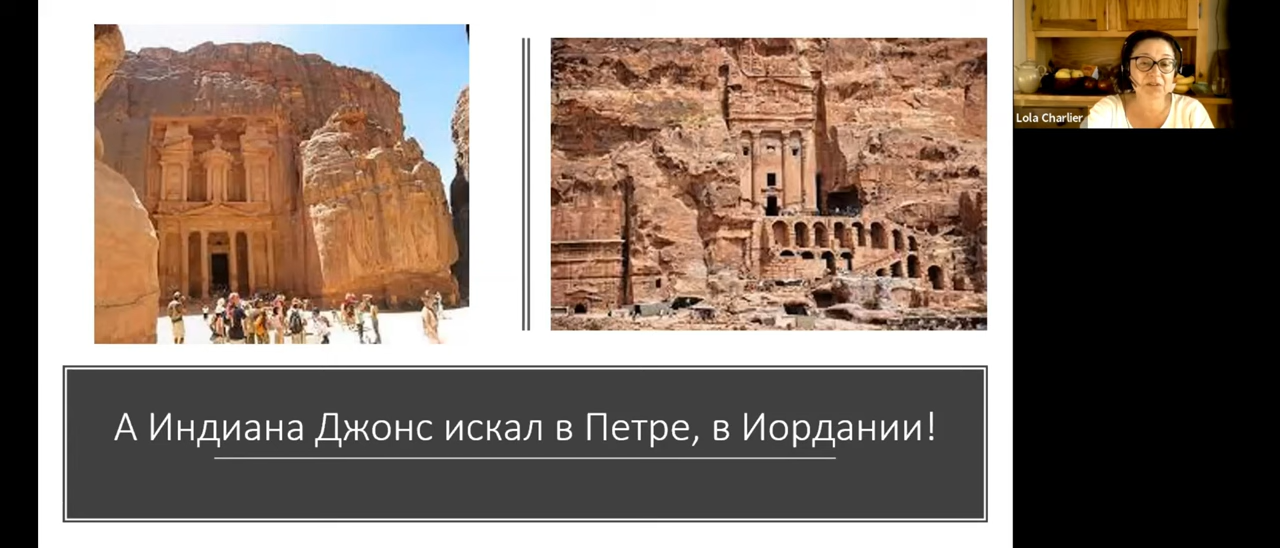 Lola Charlier
А Индиана Джонс искал в Петре, в Иордании!